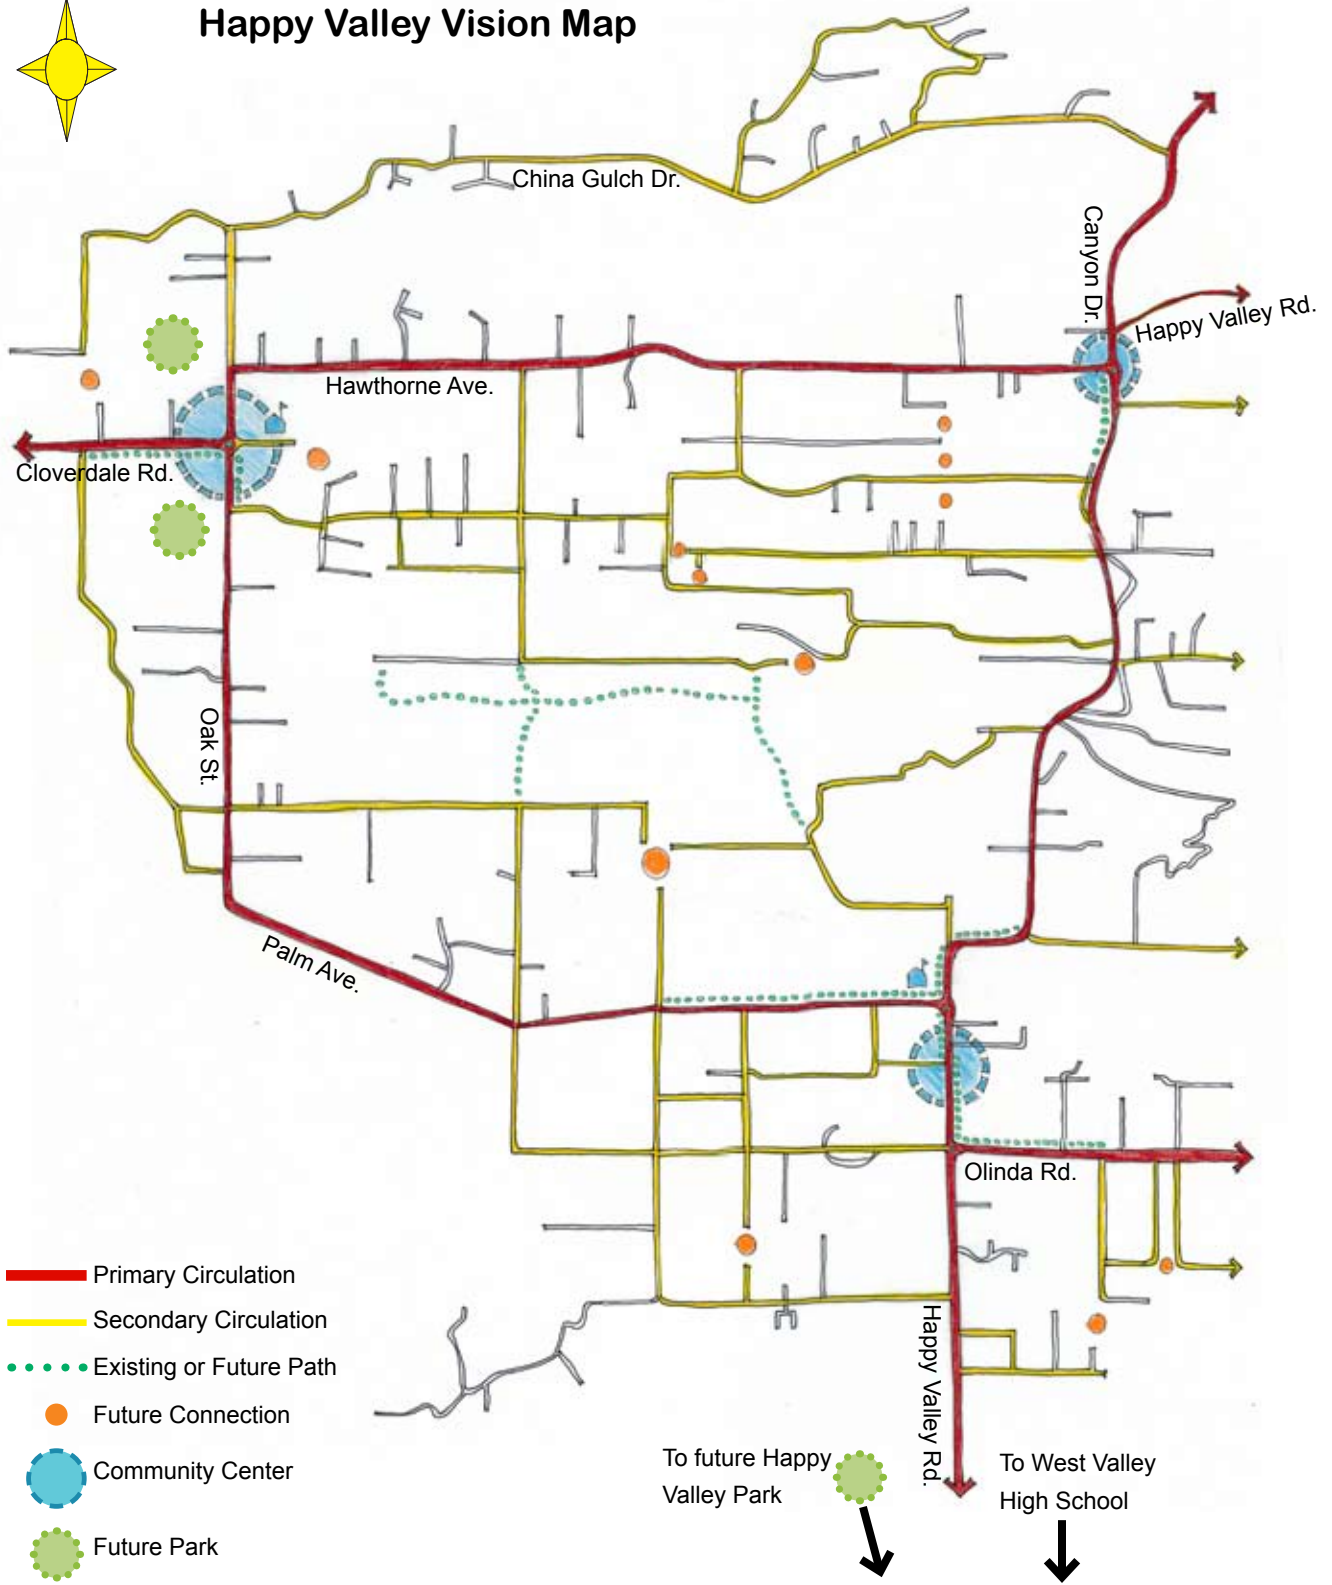 Happy Valley Vision Map
China Gulch Dr.
Canyon Dr.
Happy Valley Rd.
Hawthorne Ave.
Cloverdale Rd.
Oak St.
Palm Ave.
Olinda Rd.
Happy Valley Rd.
Primary Circulation
Secondary Circulation
Existing or Future Path
Future Connection
Community Center
Future Park
To future Happy
Valley Park
To West Valley
High School